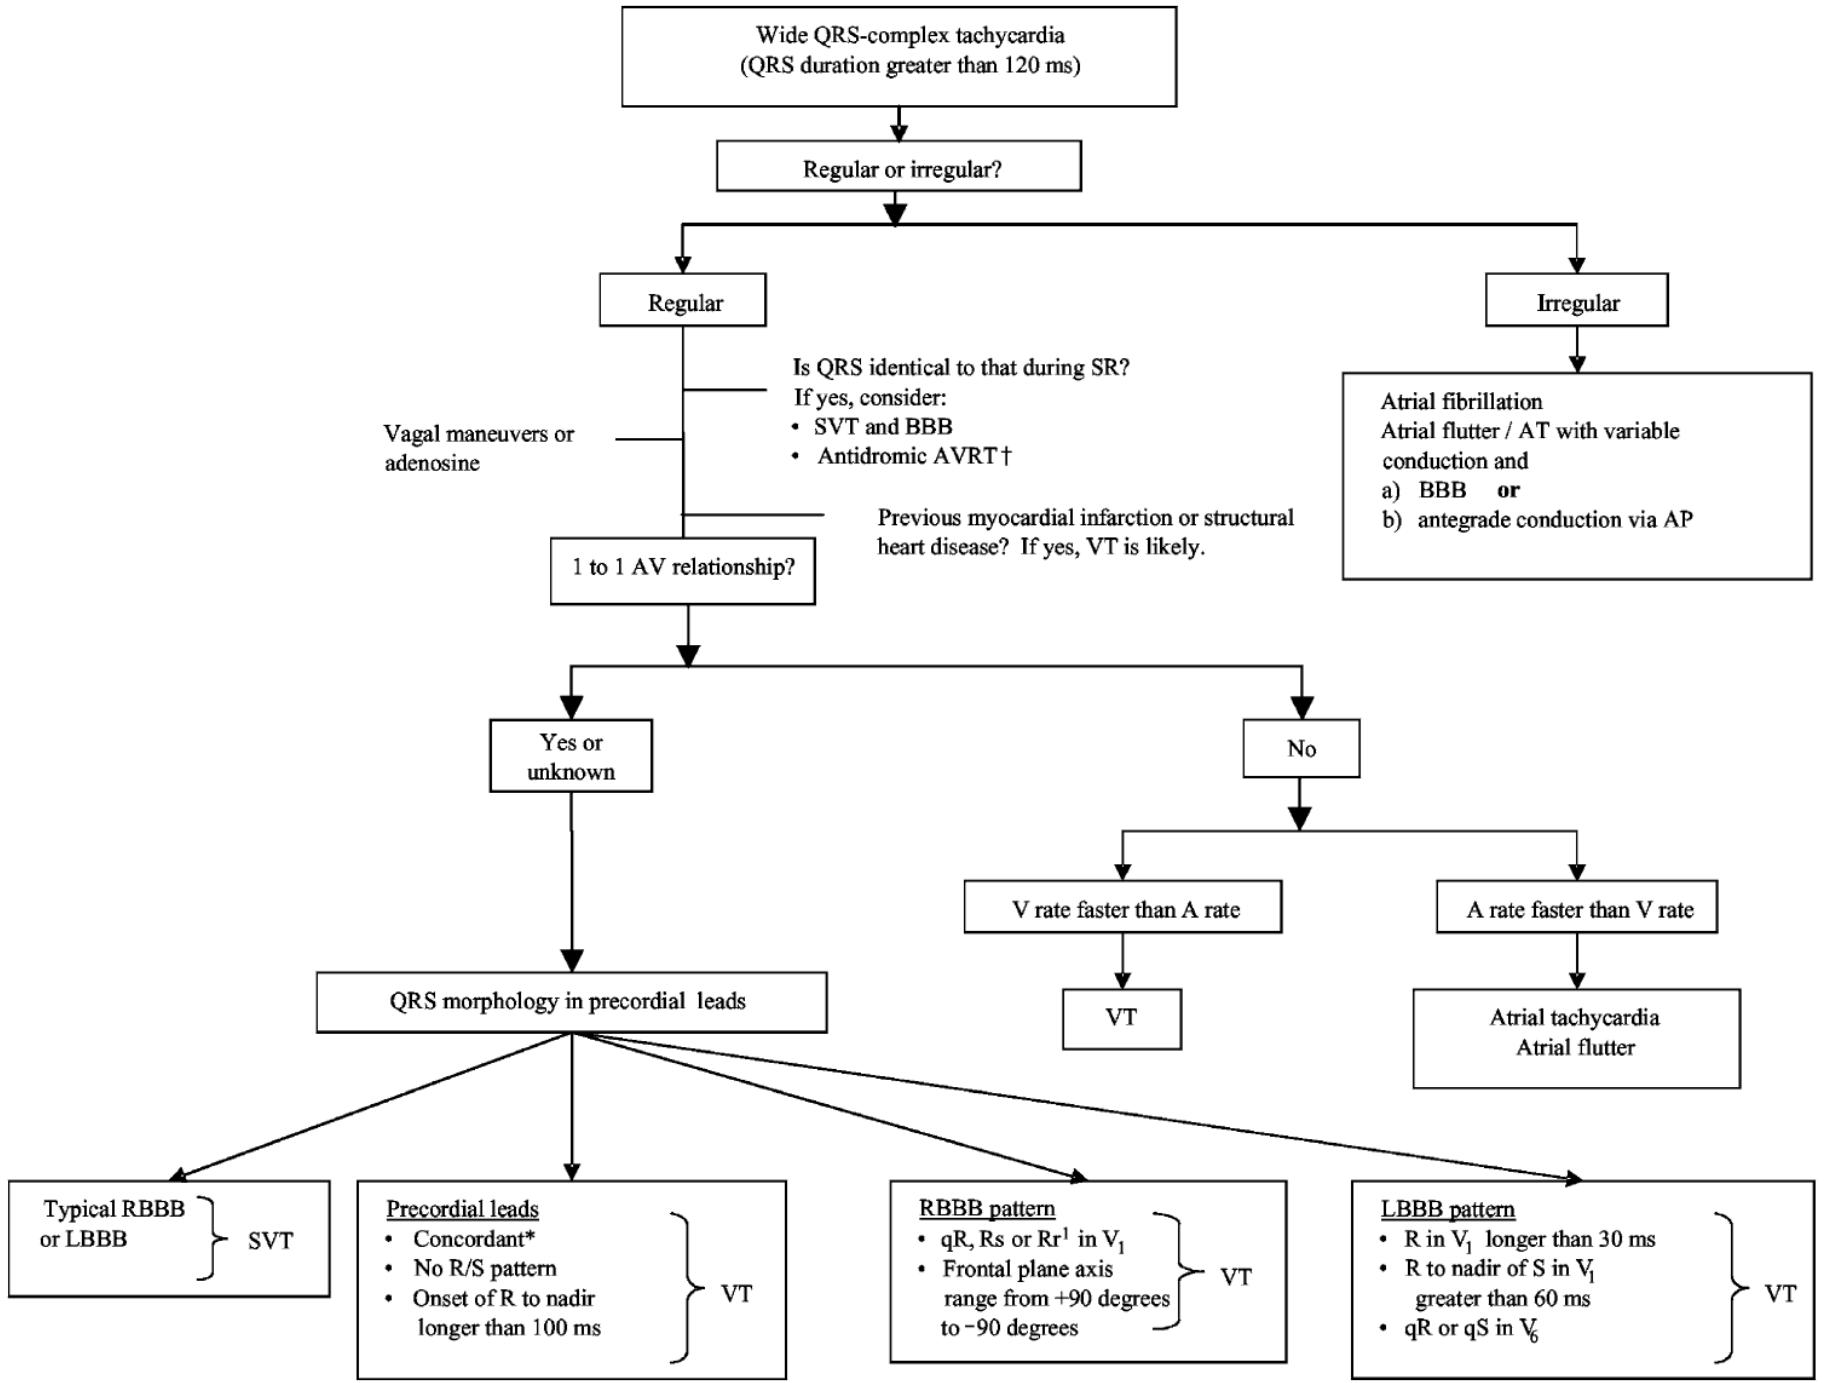 Wide QRS-complex tachycardia
(QRS duration greater than 120 ms)
Regular or irregular?
Regular
Irregular
Is QRS identical to that during SR?
If yes, consider:
• SVT and BBB
• Antidromic AVRT†
Vagal maneuvers or
adenosine
Previous myocardial infarction or structural
heart disease? If yes, VT is likely.
Atrial fibrillation
Atrial flutter / AT with variable
conduction and
a) BBB or
b) antegrade conduction via AP
1 to 1 AV relationship?
Yes or
unknown
No
V rate faster than A rate
A rate faster than V rate
QRS morphology in precordial leads
VT
Atrial tachycardia
Atrial flutter
Typical RBBB
or LBBB
SVT
Precordial leads
• Concordant*
• No R/S pattern
• Onset of R to nadir
longer than 100 ms
VT
RBBB pattern
• qR, Rs or Rr¹ in V₁
• Frontal plane axis
range from +90 degrees
to −90 degrees
VT
LBBB pattern
• R in V₁ longer than 30 ms
• R to nadir of S in V₁
greater than 60 ms
• qR or qS in V₆
VT